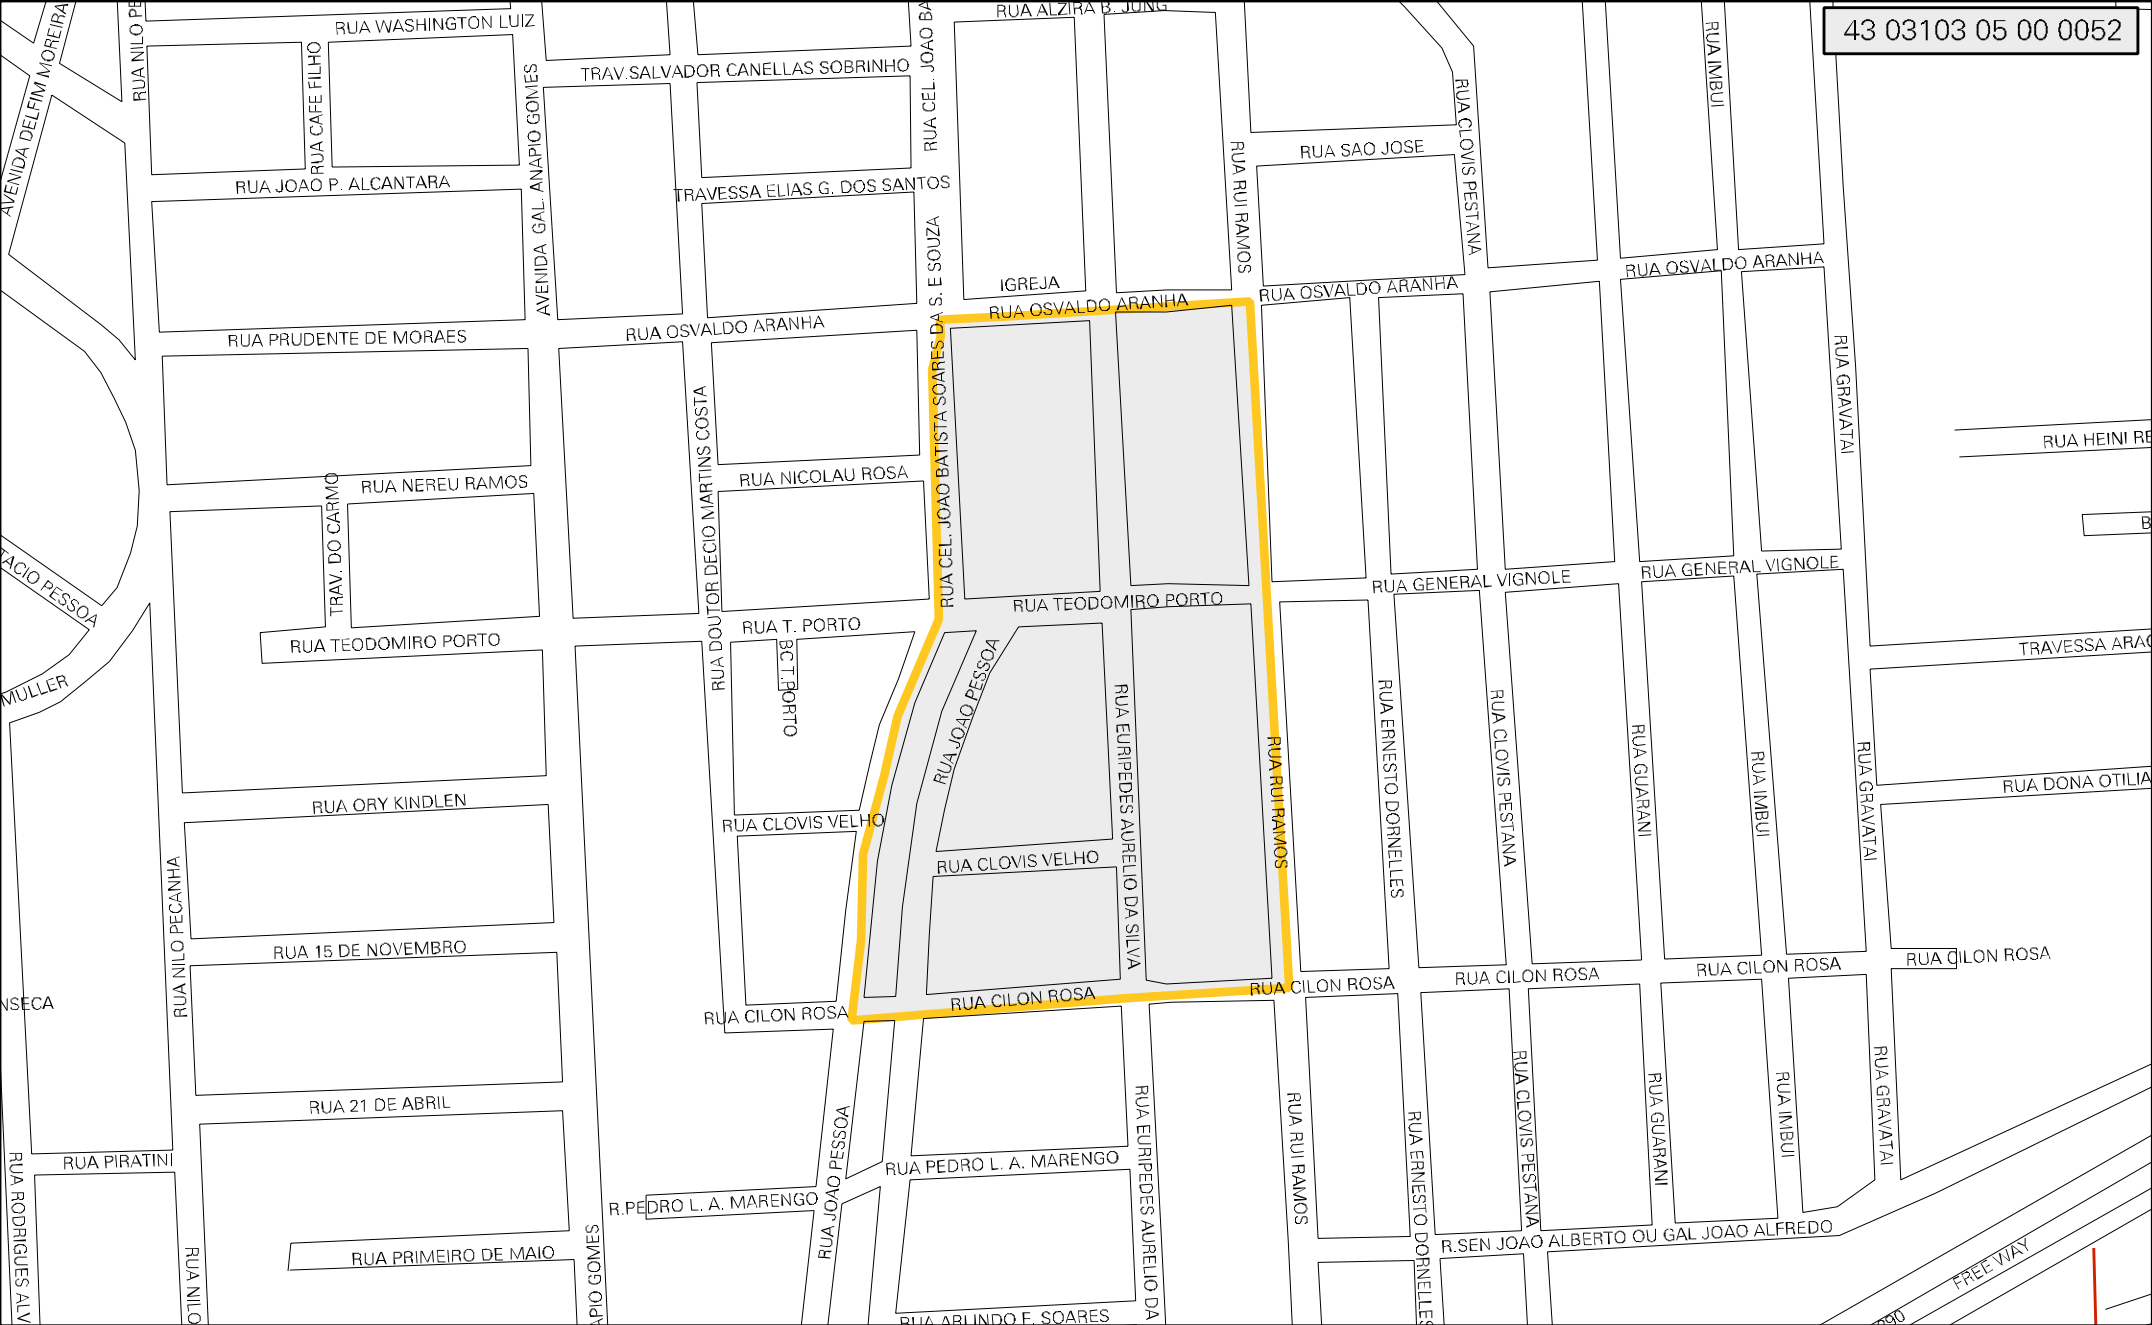 RUA ALZIRA B. JUNG
43 03103 05 00 0052
RUA WASHINGTON LUIZ
RUA NILO PE
AVENIDA DELFIM MOREIRA
RUA CAFE FILHO
AVENIDA GAL. ANAPIO GOMES
TRAV.SALVADOR CANELLAS SOBRINHO
RUA CEL. JOAO BA
RUA IMBUI
RUA CLOVIS PESTANA
RUA SAO JOSE
RUA RUI RAMOS
RUA JOAO P. ALCANTARA
TRAVESSA ELIAS G. DOS SANTOS
RUA OSVALDO ARANHA
IGREJA
RUA OSVALDO ARANHA
RUA OSVALDO ARANHA
RUA OSVALDO ARANHA
RUA PRUDENTE DE MORAES
RUA CEL. JOAO BATISTA SOARES DA S. E SOUZA
RUA GRAVATAI
RUA HEINI RE
RUA DOUTOR DECIO MARTINS COSTA
RUA NICOLAU ROSA
RUA NEREU RAMOS
TRAV. DO CARMO
B
TACIO PESSOA
RUA GENERAL VIGNOLE
RUA GENERAL VIGNOLE
RUA TEODOMIRO PORTO
RUA T. PORTO
RUA TEODOMIRO PORTO
TRAVESSA ARAC
BC T.PORTO
RUA JOAO PESSOA
MULLER
RUA EURIPEDES AURELIO DA SILVA
RUA RUI RAMOS
RUA ERNESTO DORNELLES
RUA CLOVIS PESTANA
RUA GUARANI
RUA IMBUI
RUA GRAVATAI
RUA DONA OTILIA
RUA ORY KINDLEN
RUA CLOVIS VELHO
RUA CLOVIS VELHO
RUA NILO PECANHA
RUA 15 DE NOVEMBRO
RUA CILON ROSA
RUA CILON ROSA
RUA CILON ROSA
RUA CILON ROSA
RUA CILON ROSA
RUA CILON ROSA
NSECA
RUA 21 DE ABRIL
RUA JOAO PESSOA
RUA EURIPEDES AURELIO DA
RUA RUI RAMOS
RUA ERNESTO DORNELLES
RUA CLOVIS PESTANA
RUA GUARANI
RUA IMBUI
RUA GRAVATAI
RUA PIRATINI
RUA PEDRO L. A. MARENGO
R.PEDRO L. A. MARENGO
RUA RODRIGUES ALV
RUA NILO
RUA PRIMEIRO DE MAIO
APIO GOMES
R.SEN JOAO ALBERTO OU GAL JOAO ALFREDO
FREE WAY
290
RUA ARLINDO F. SOARES